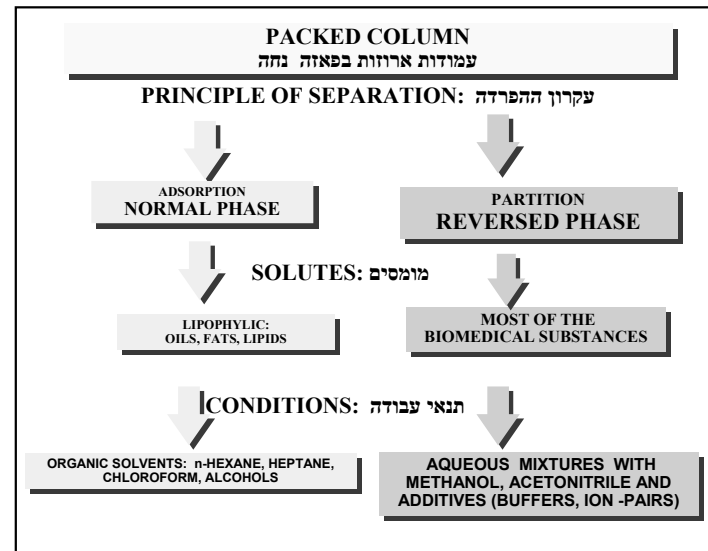 PACKED COLUMN
עמודות ארוזות בפאזה נחה
PRINCIPLE OF SEPARATION: עקרון ההפרדה
ADSORPTION
NORMAL PHASE
PARTITION
REVERSED PHASE
SOLUTES: מומסים
LIPOPHYLIC:
OILS, FATS, LIPIDS
MOST OF THE
BIOMEDICAL SUBSTANCES
CONDITIONS: תנאי עבודה
ORGANIC SOLVENTS: n-HEXANE, HEPTANE,
CHLOROFORM, ALCOHOLS
AQUEOUS MIXTURES WITH
METHANOL, ACETONITRILE AND
ADDITIVES (BUFFERS, ION -PAIRS)